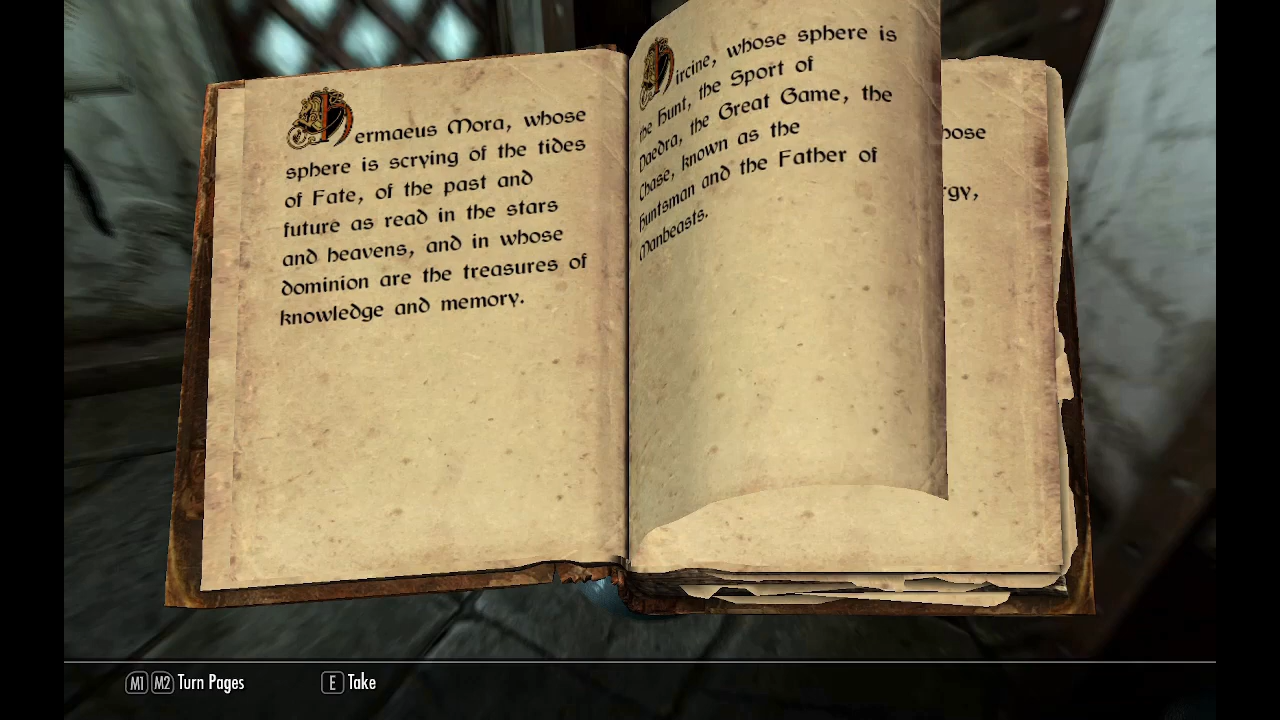 Hermaeus Mora, whose
sphere is scrying of the tides
of Fate, of the past and
future as read in the stars
and heavens, and in whose
dominion are the treasures of
knowledge and memory.
Hircine, whose sphere is
the Hunt, the Sport of
Daedra, the Great Game, the
Chase, known as the
Huntsman and the Father of
Manbeasts.
hose
rgy,
M1 M2 Turn Pages
E Take